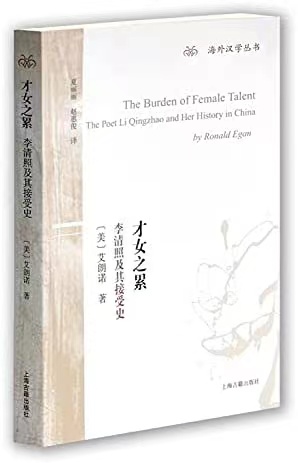 海外汉学丛书
The Burden of Female Talent
The Poet Li Qingzhao and Her History in China
by Ronald Egan
夏丽丽 赵惠俊 译
才女之累
李清照及其接受史
〔美〕艾朗诺 著
上海古籍出版社
才女之累
李清照及其接受史
〔美〕艾朗诺 著
上海古籍出版社